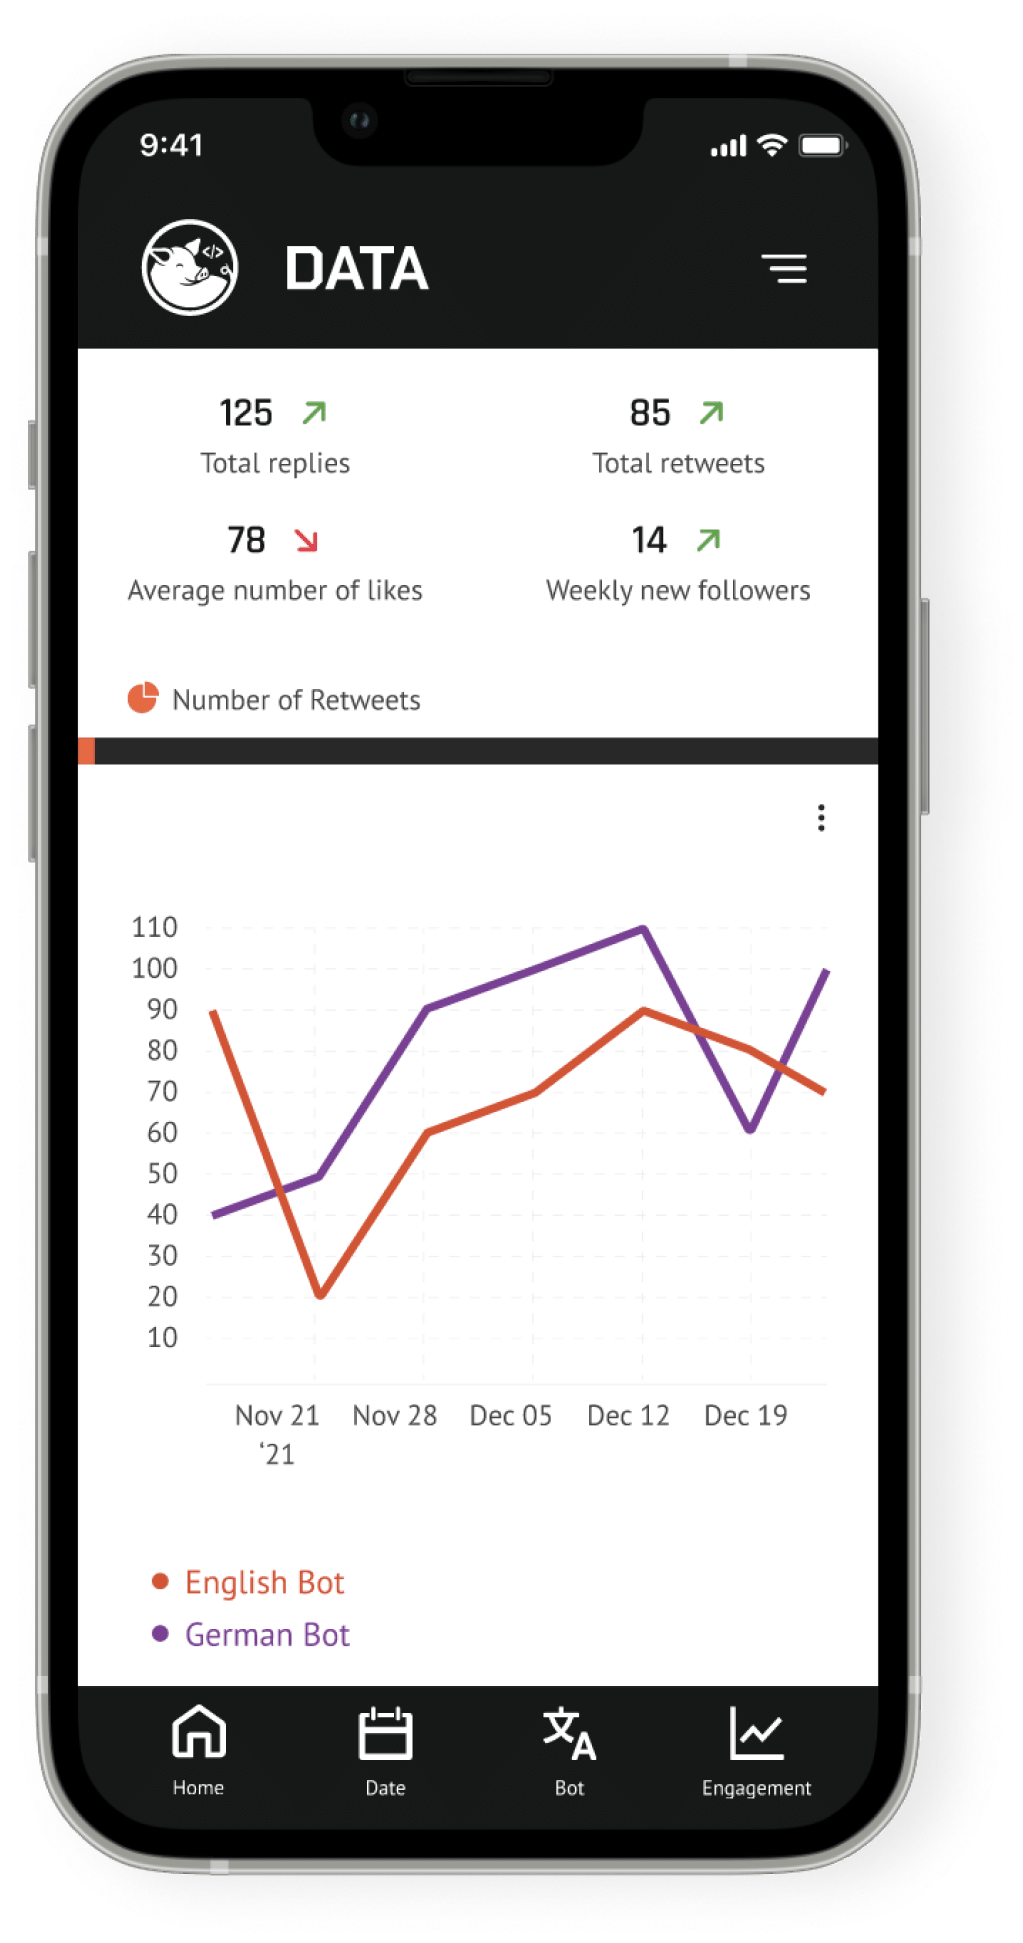 9:41
</>
DATA
125
Total replies
85
Total retweets
78
Average number of likes
14
Weekly new followers
Number of Retweets
110
100
90
80
70
60
50
40
30
20
10
Nov 21 Nov 28 Dec 05 Dec 12 Dec 19
‘21
English Bot
German Bot
文A
Home Date Bot Engagement